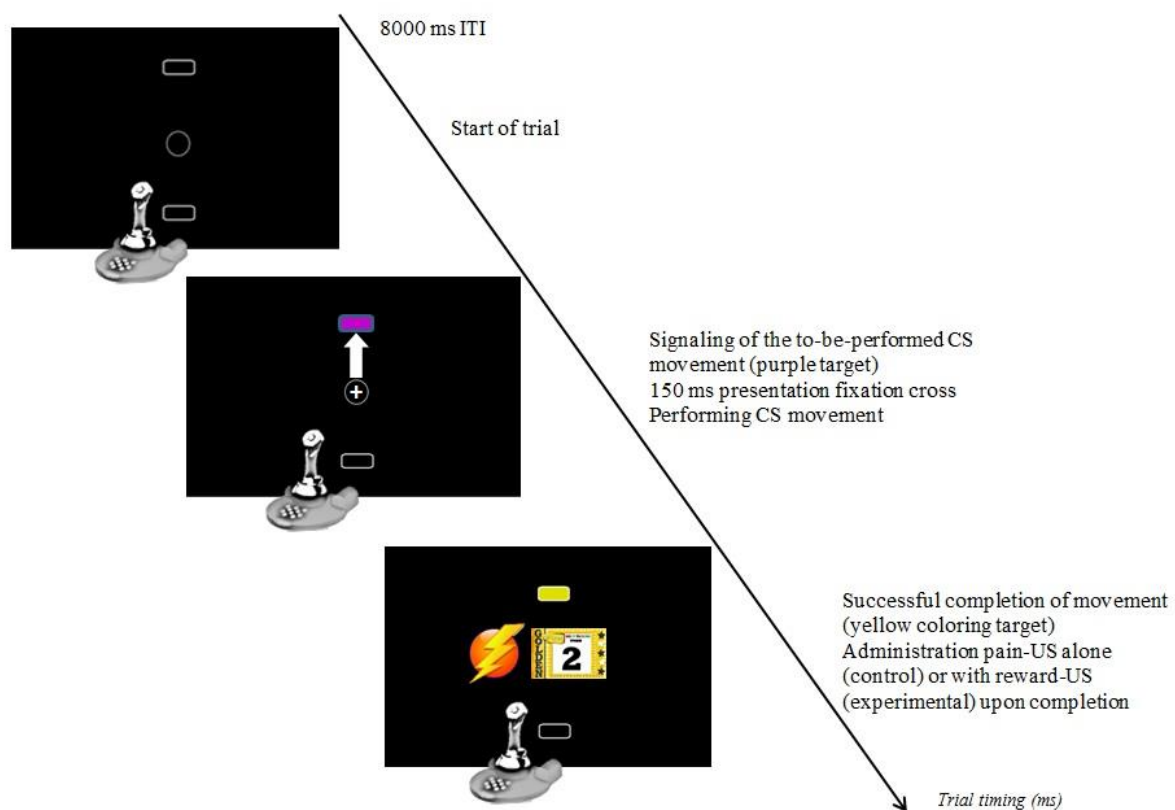 8000 ms ITI
Start of trial
Signaling of the to-be-performed CS
movement (purple target)
150 ms presentation fixation cross
Performing CS movement
2
Successful completion of movement
(yellow coloring target)
Administration pain-US alone
(control) or with reward-US
(experimental) upon completion
Trial timing (ms)